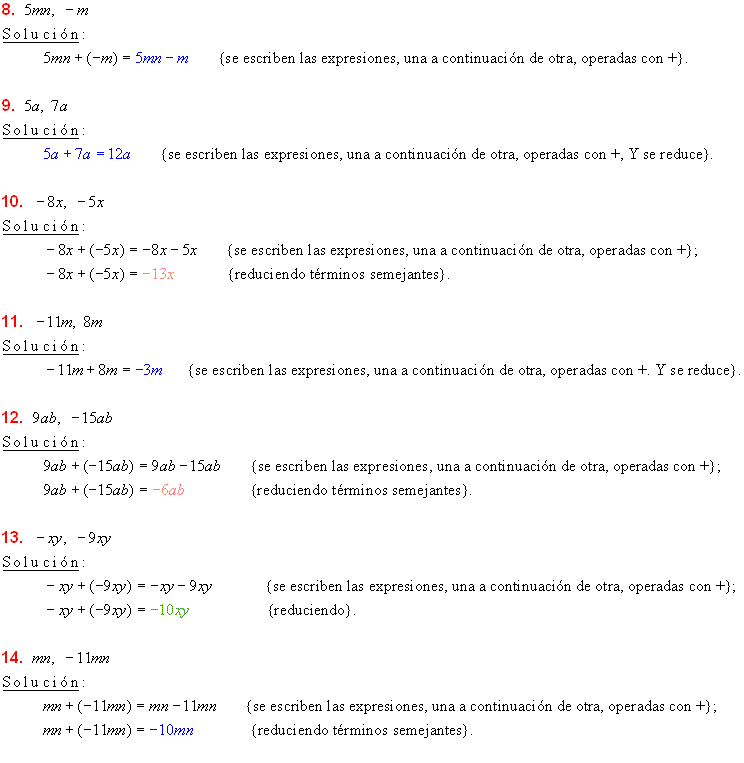 8. 5mn, −m
Solución:
5mn + (−m) = 5mn − m {se escriben las expresiones, una a continuación de otra, operadas con +}.
9. 5a, 7a
Solución:
5a + 7a = 12a {se escriben las expresiones, una a continuación de otra, operadas con +, Y se reduce}.
10. −8x, −5x
Solución:
−8x + (−5x) = −8x − 5x {se escriben las expresiones, una a continuación de otra, operadas con +};
−8x + (−5x) = −13x {reduciendo términos semejantes}.
11. −11m, 8m
Solución:
−11m + 8m = −3m {se escriben las expresiones, una a continuación de otra, operadas con +. Y se reduce}.
12. 9ab, −15ab
Solución:
9ab + (−15ab) = 9ab − 15ab {se escriben las expresiones, una a continuación de otra, operadas con +};
9ab + (−15ab) = −6ab {reduciendo términos semejantes}.
13. −xy, −9xy
Solución:
−xy + (−9xy) = −xy − 9xy {se escriben las expresiones, una a continuación de otra, operadas con +};
−xy + (−9xy) = −10xy {reduciendo}.
14. mn, −11mn
Solución:
mn + (−11mn) = mn − 11mn {se escriben las expresiones, una a continuación de otra, operadas con +};
mn + (−11mn) = −10mn {reduciendo términos semejantes}.